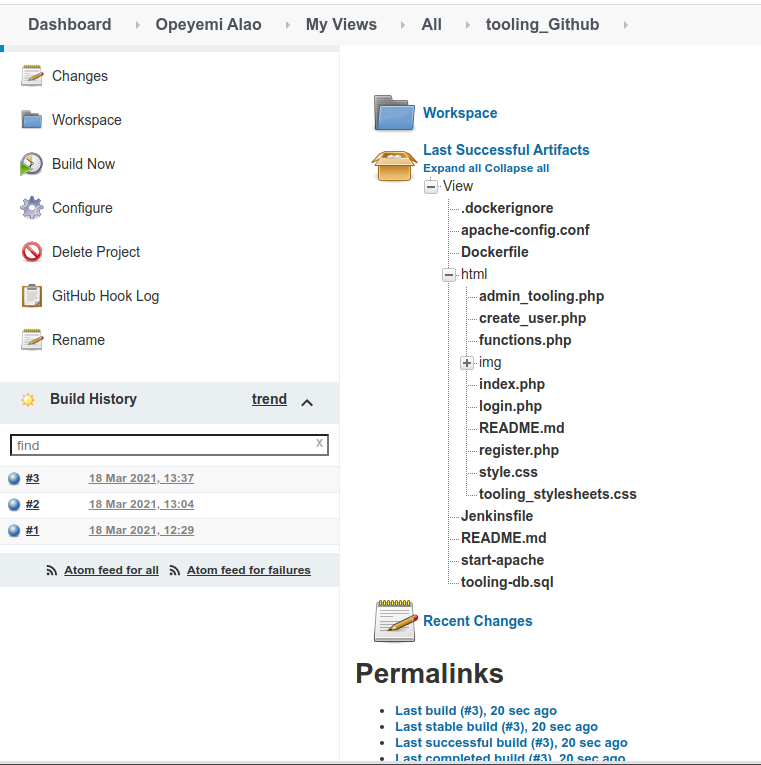 Dashboard Opeyemi Alao My Views All tooling_Github
Changes
Workspace
Build Now
Configure
Delete Project
GitHub Hook Log
Rename
Build History trend
find X
#3 18 Mar 2021, 13:37
#2 18 Mar 2021, 13:04
#1 18 Mar 2021, 12:29
Atom feed for all Atom feed for failures
Workspace
Last Successful Artifacts
Expand all Collapse all
View
.dockerignore
apache-config.conf
Dockerfile
html
admin_tooling.php
create_user.php
functions.php
img
index.php
login.php
README.md
register.php
style.css
tooling_stylesheets.css
Jenkinsfile
README.md
start-apache
tooling-db.sql
Recent Changes
Permalinks
Last build (#3), 20 sec ago
Last stable build (#3), 20 sec ago
Last successful build (#3), 20 sec ago
Last completed build (#3), 20 sec ago